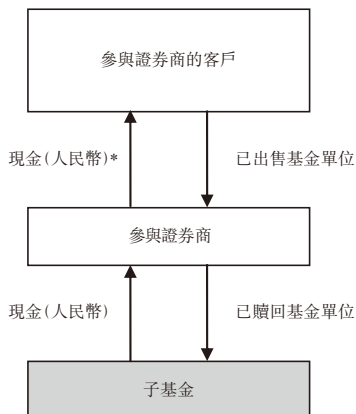 參與證券商的客戶
現金(人民幣)*
已出售基金單位
參與證券商
現金(人民幣)
已贖回基金單位
子基金